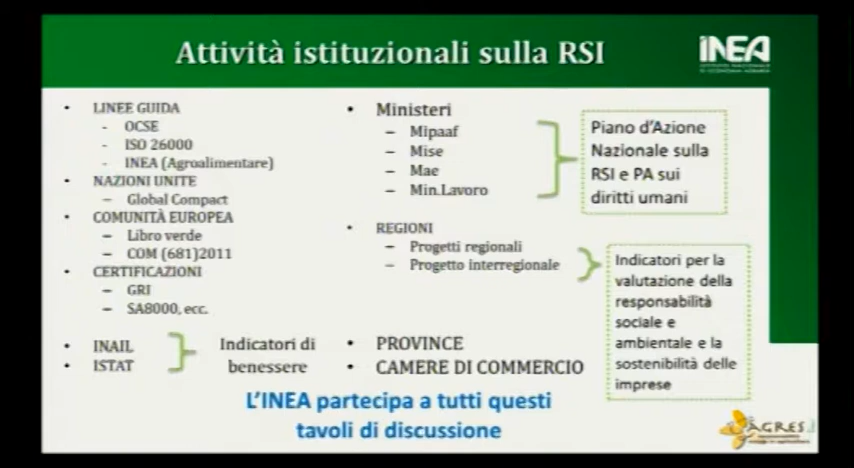 Attività istituzionali sulla RSI
INEA
• LINEE GUIDA
- OCSE
- ISO 26000
- INEA (Agroalimentare)
• NAZIONI UNITE
– Global Compact
• COMUNITÀ EUROPEA
– Libro verde
– COM (681)2011
• CERTIFICAZIONI
– GRI
– SA8000, ecc.
• INAIL
• ISTAT
Indicatori di
benessere
• Ministeri
– Mipaaf
– Mise
– Mae
– Min.Lavoro
Piano d'Azione
Nazionale sulla
RSI e PA sui
diritti umani
• REGIONI
– Progetti regionali
– Progetto interregionale
Indicatori per la
valutazione della
responsabilità
sociale e
ambientale e la
sostenibilità delle
imprese
• PROVINCE
• CAMERE DI COMMERCIO
L'INEA partecipa a tutti questi
tavoli di discussione
AGRES